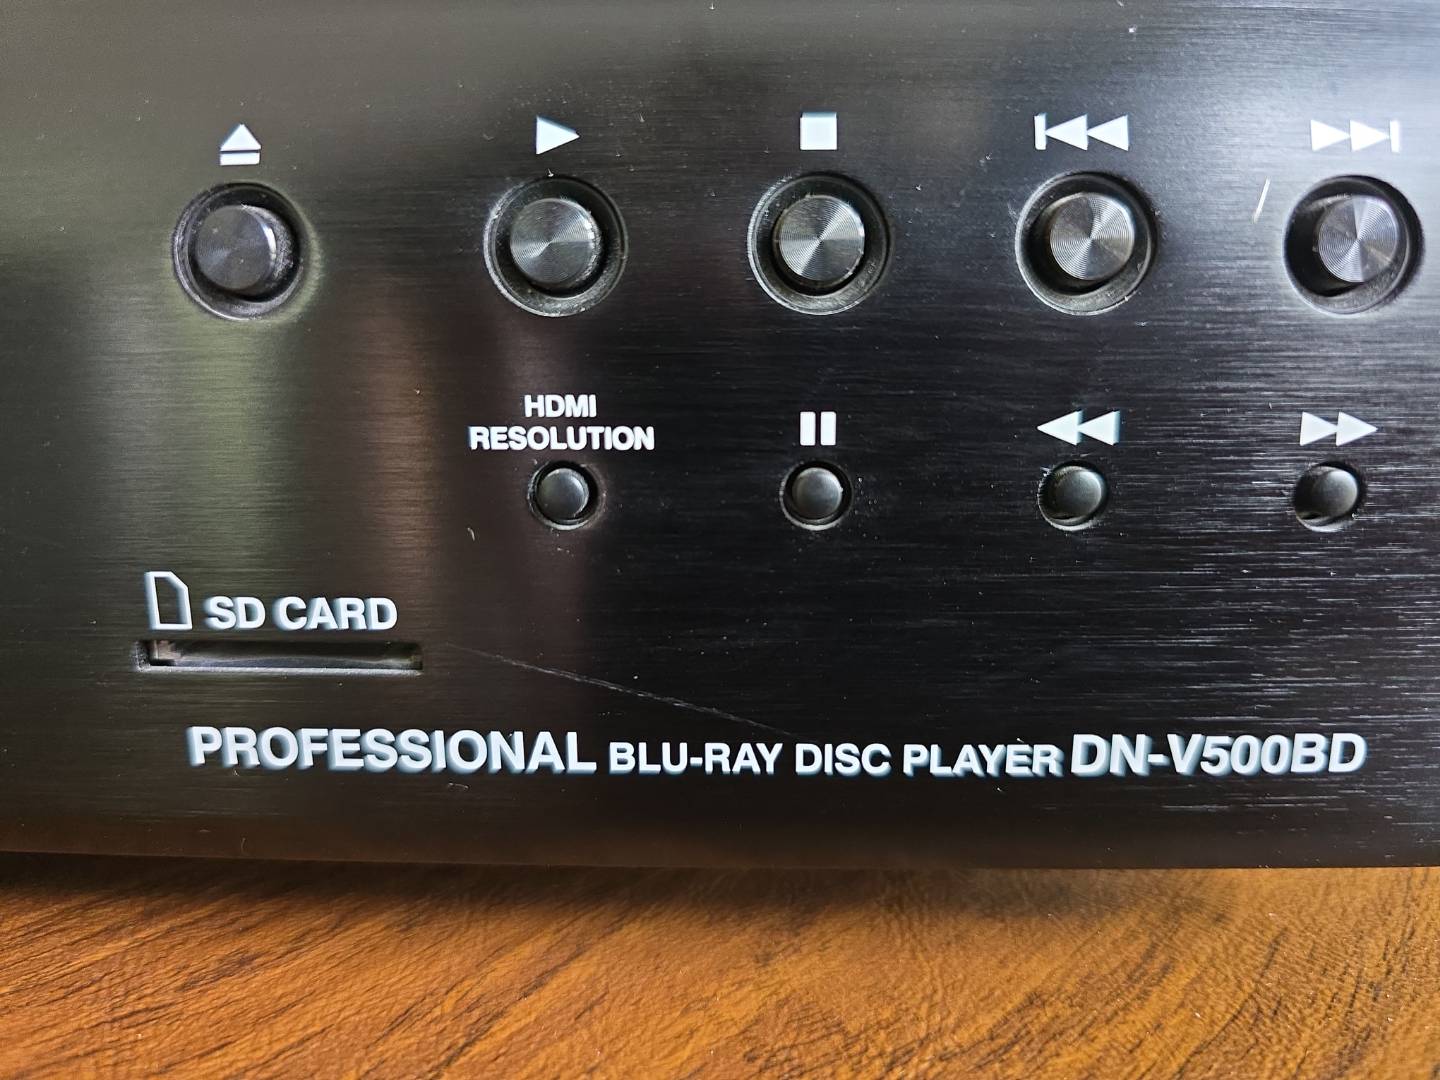 HDMI
RESOLUTION
SD CARD
PROFESSIONAL BLU-RAY DISC PLAYER DN-V500BD